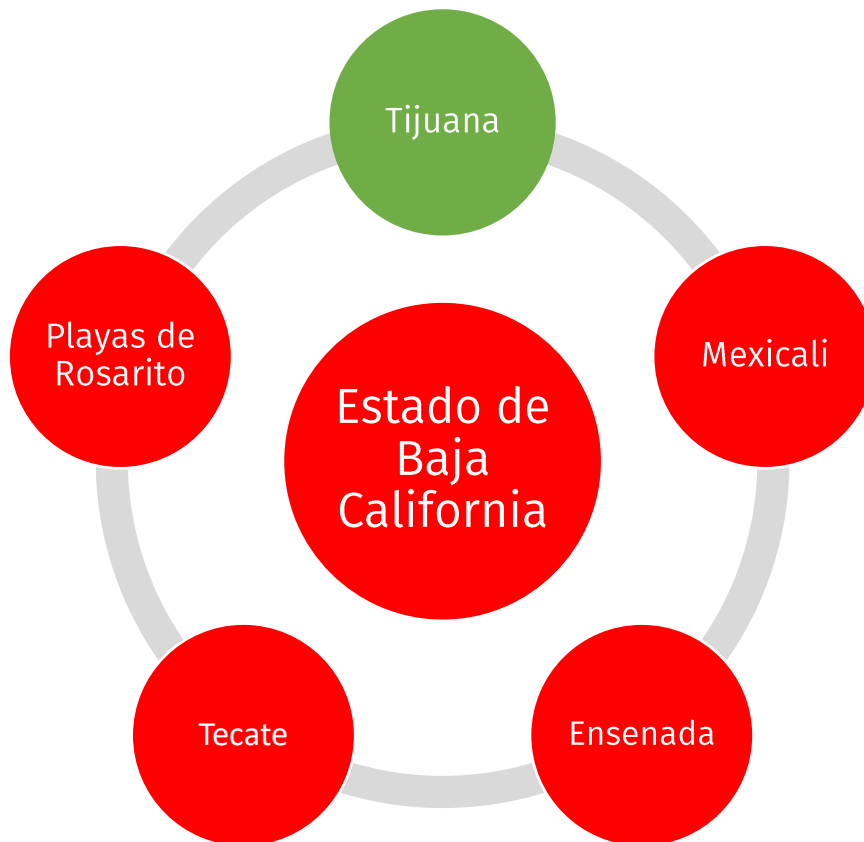 Tijuana
Playas de
Rosarito
Mexicali
Estado de
Baja
California
Tecate
Ensenada